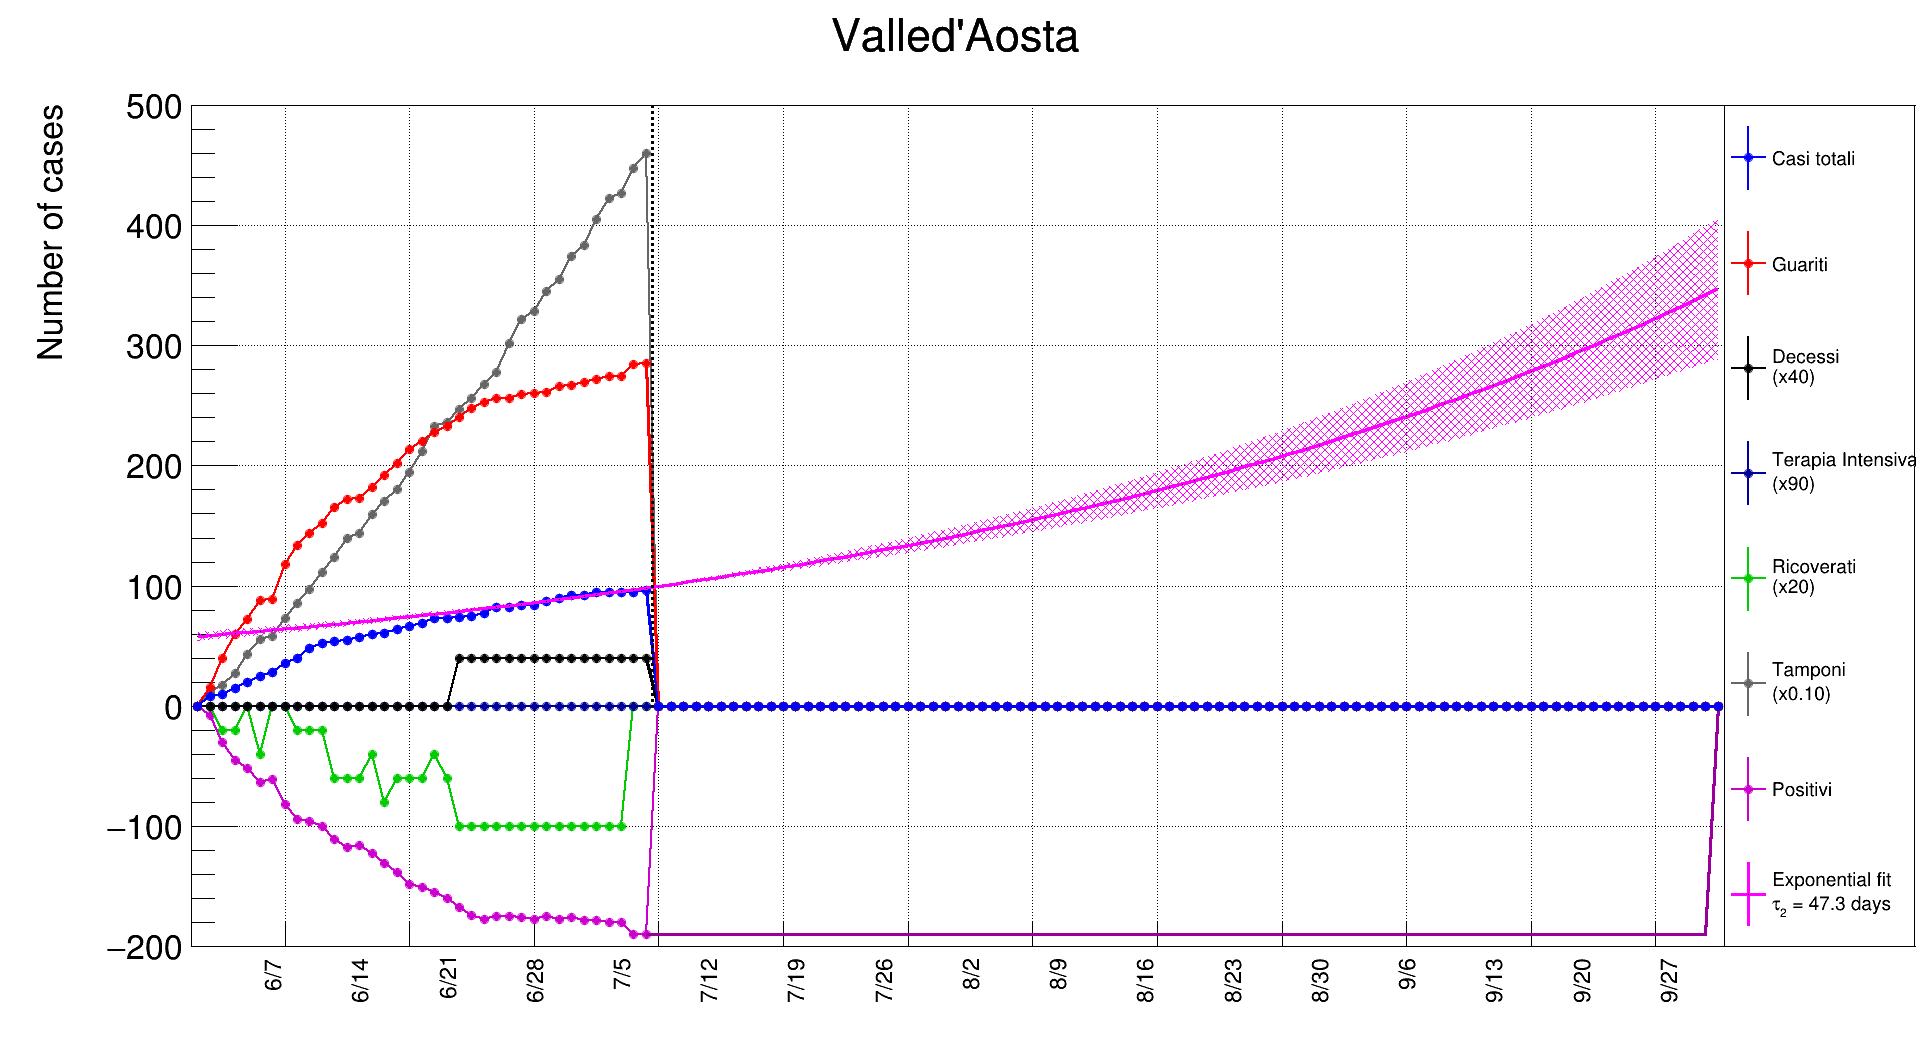 Valled'Aosta
Number of cases
500
400
300
200
100
0
−100
−200
6/7
6/14
6/21
6/28
7/5
7/12
7/19
7/26
8/2
8/9
8/16
8/23
8/30
9/6
9/13
9/20
9/27
Casi totali
Guariti
Decessi
(x40)
Terapia Intensiva
(x90)
Ricoverati
(x20)
Tamponi
(x0.10)
Positivi
Exponential fit
τ₂ = 47.3 days